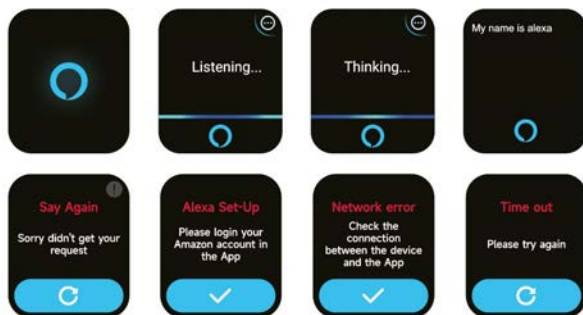 Listening...
Thinking...
My name is alexa
Say Again
Sorry didn't get your
request
Alexa Set-Up
Please login your
Amazon account in
the App
Network error
Check the
connection
between the device
and the App
Time out
Please try again